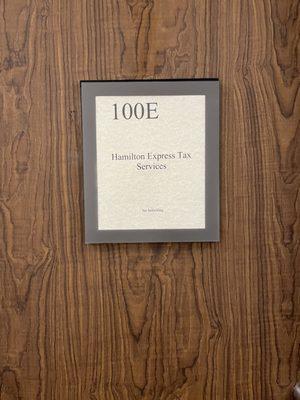 100E
Hamilton Express Tax
Services